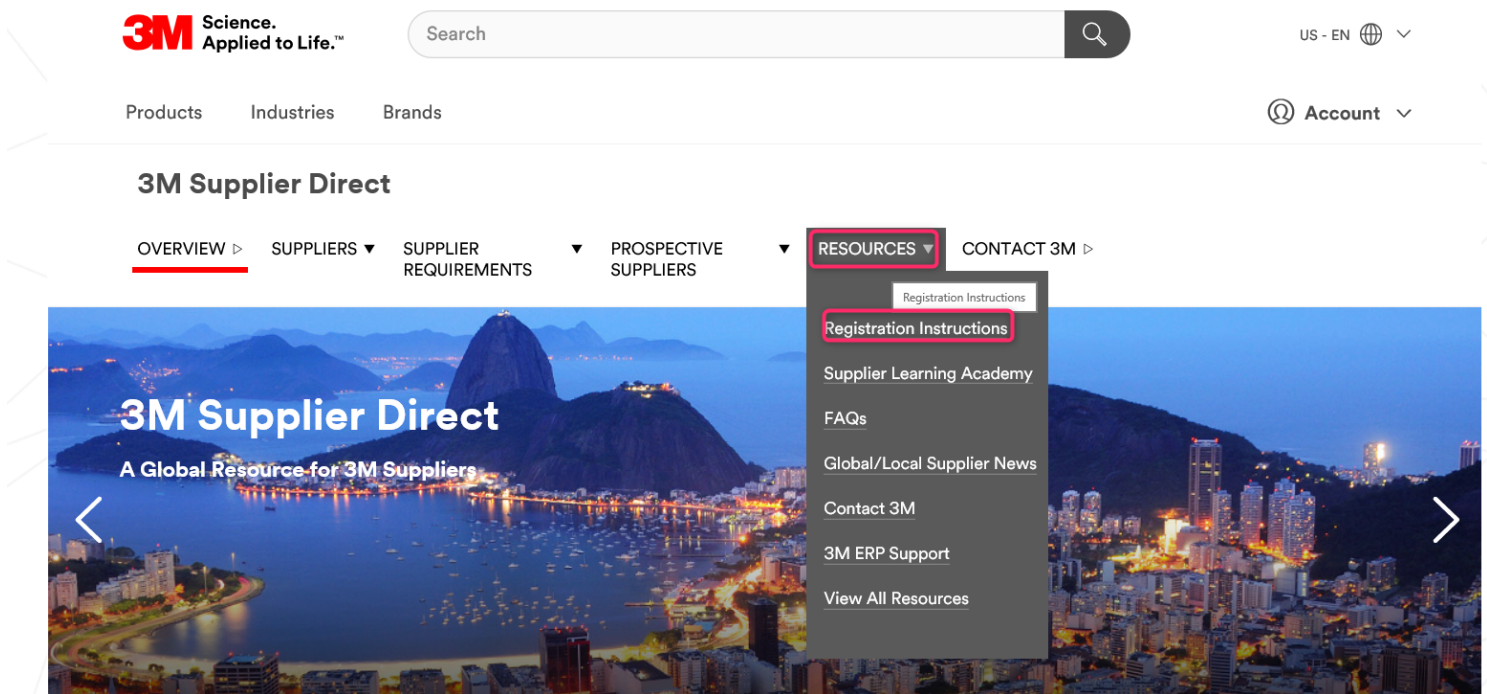 3M Science.
Applied to Life.™
Search
US - EN
Products Industries Brands
Account
3M Supplier Direct
OVERVIEW ▷ SUPPLIERS ▼ SUPPLIER ▼ PROSPECTIVE ▼ RESOURCES ▼ CONTACT 3M ▷
REQUIREMENTS SUPPLIERS
Registration Instructions
Registration Instructions
Supplier Learning Academy
FAQs
Global/Local Supplier News
Contact 3M
3M ERP Support
View All Resources
3M Supplier Direct
A Global Resource for 3M Suppliers